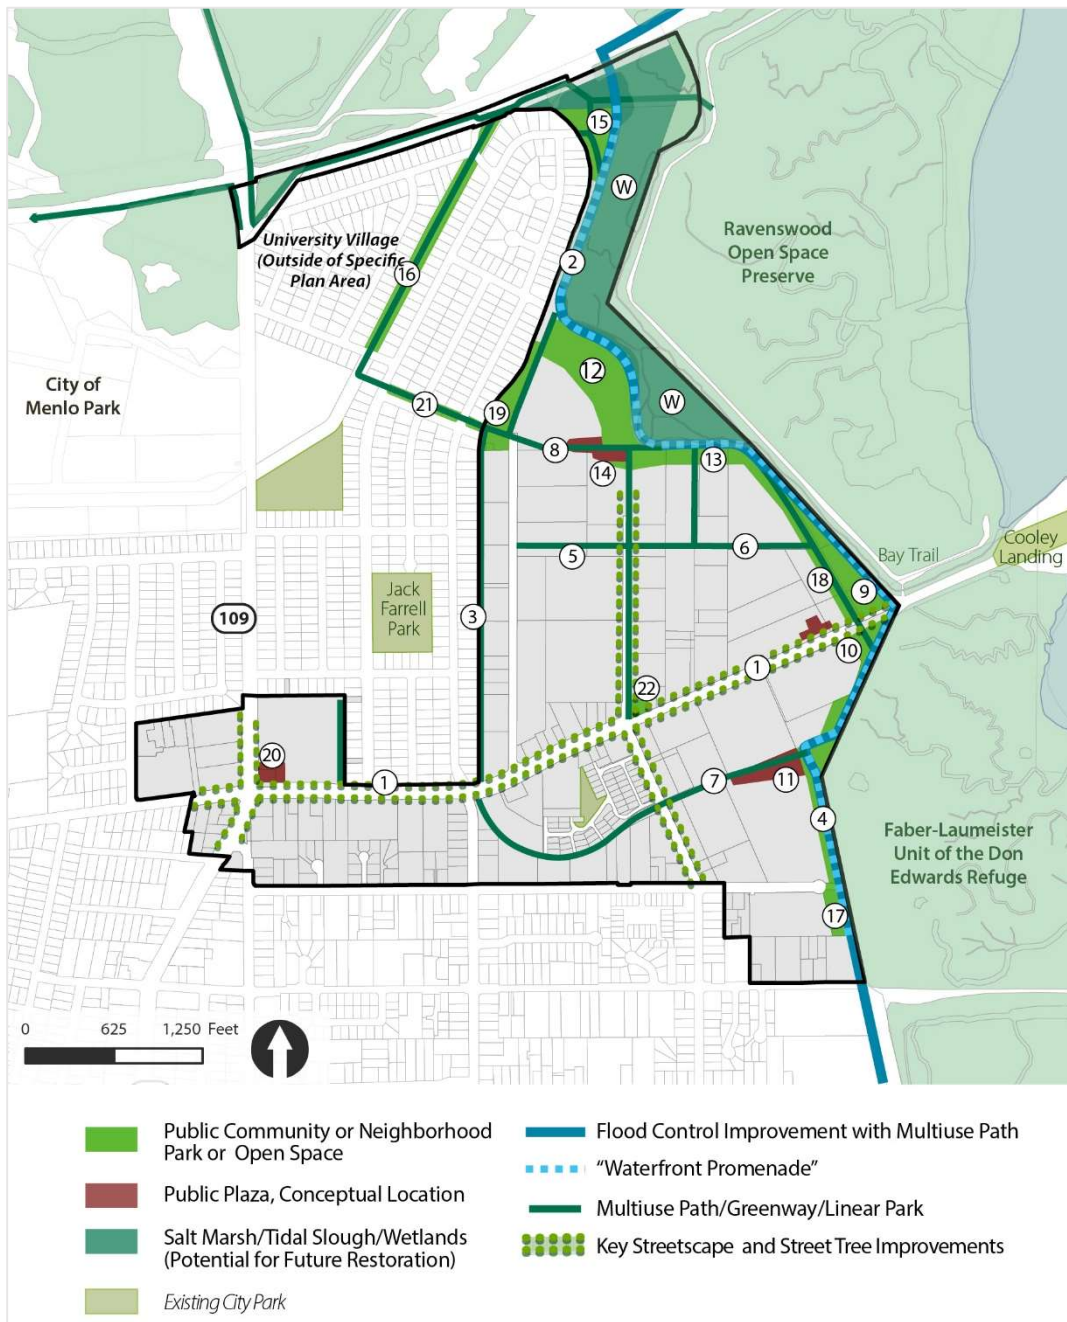 15
W
Ravenswood
Open Space
Preserve
University Village
(Outside of Specific
Plan Area)
16
2
City of
Menlo Park
12
W
21
19
8
13
14
5
6
Bay Trail
Cooley
Landing
18
9
Jack
Farrell
Park
109
3
10
1
22
20
1
7
11
4
Faber-Laumeister
Unit of the Don
Edwards Refuge
17
0 625 1,250 Feet
Public Community or Neighborhood
Park or Open Space
Public Plaza, Conceptual Location
Salt Marsh/Tidal Slough/Wetlands
(Potential for Future Restoration)
Existing City Park
Flood Control Improvement with Multiuse Path
“Waterfront Promenade”
Multiuse Path/Greenway/Linear Park
Key Streetscape and Street Tree Improvements